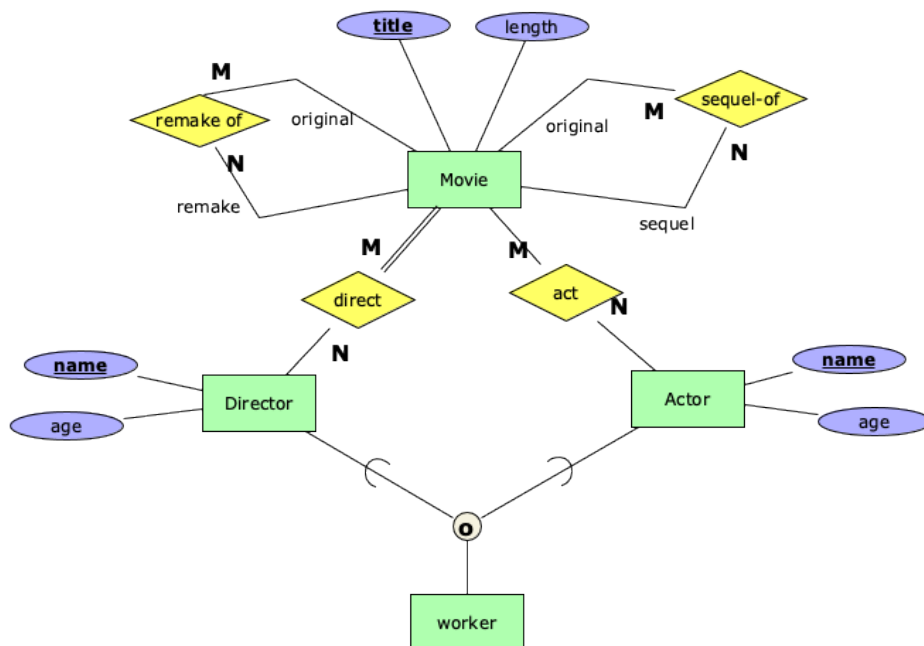 title
length
M
M
remake of
original
original
sequel-of
N
N
Movie
remake
sequel
M
M
direct
act
N
N
name
name
Director
Actor
age
age
o
worker